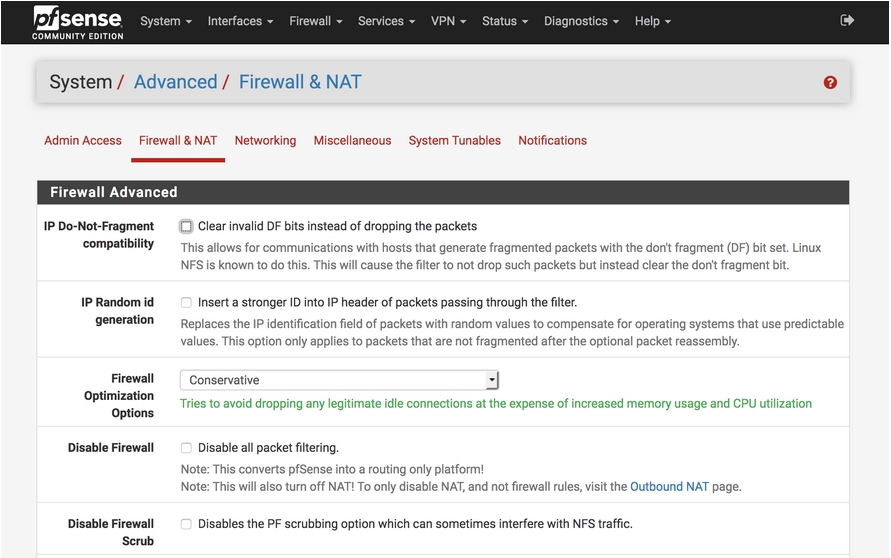 pfsense
COMMUNITY EDITION
System Interfaces Firewall Services VPN Status Diagnostics Help
System / Advanced / Firewall & NAT
Admin Access Firewall & NAT Networking Miscellaneous System Tunables Notifications
Firewall Advanced
IP Do-Not-Fragment
compatibility
Clear invalid DF bits instead of dropping the packets
This allows for communications with hosts that generate fragmented packets with the don't fragment (DF) bit set. Linux
NFS is known to do this. This will cause the filter to not drop such packets but instead clear the don't fragment bit.
IP Random id
generation
Insert a stronger ID into IP header of packets passing through the filter.
Replaces the IP identification field of packets with random values to compensate for operating systems that use predictable
values. This option only applies to packets that are not fragmented after the optional packet reassembly.
Firewall
Optimization
Options
Conservative
Tries to avoid dropping any legitimate idle connections at the expense of increased memory usage and CPU utilization
Disable Firewall
Disable all packet filtering.
Note: This converts pfSense into a routing only platform!
Note: This will also turn off NAT! To only disable NAT, and not firewall rules, visit the Outbound NAT page.
Disable Firewall
Scrub
Disables the PF scrubbing option which can sometimes interfere with NFS traffic.